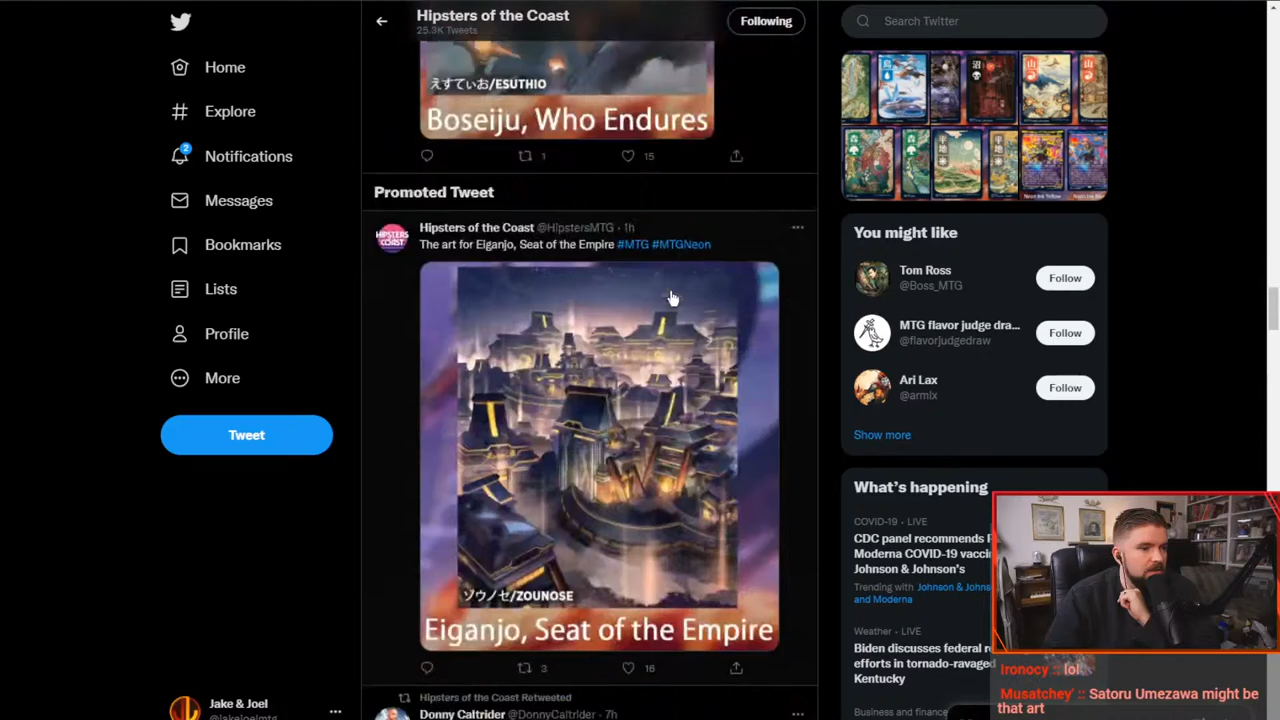 Hipsters of the Coast
25.3K Tweets
Following
Search Twitter
Home
Explore
2
Notifications
Messages
Bookmarks
Lists
Profile
More
Tweet
Jake & Joel
@jakejoelmtg
えすてぃお/ESUTHIO
Boseiju, Who Endures
1
15
Promoted Tweet
Hipsters of the Coast @HipstersMTG · 1h
The art for Eiganjo, Seat of the Empire #MTG #MTGNeon
HIPSTERS
COAST
ゾウノセ/ZOUNOSE
Eiganjo, Seat of the Empire
3
16
Hipsters of the Coast Retweeted
Donny Caltrider @DonnyCaltrider · 7h
You might like
Tom Ross
@Boss_MTG
Follow
MTG flavor judge dra...
@flavorjudgedraw
Follow
Ari Lax
@armlx
Follow
Show more
What's happening
COVID-19 · LIVE
CDC panel recommends
Moderna COVID-19 vacci
Johnson & Johnson's
Trending with Johnson & Johns
and Moderna
Weather · LIVE
Biden discusses federal re
efforts in tornado-ravaged
Kentucky
Business and finance
Ironocy :: lol
Musatchey' :: Satoru Umezawa might be
that art